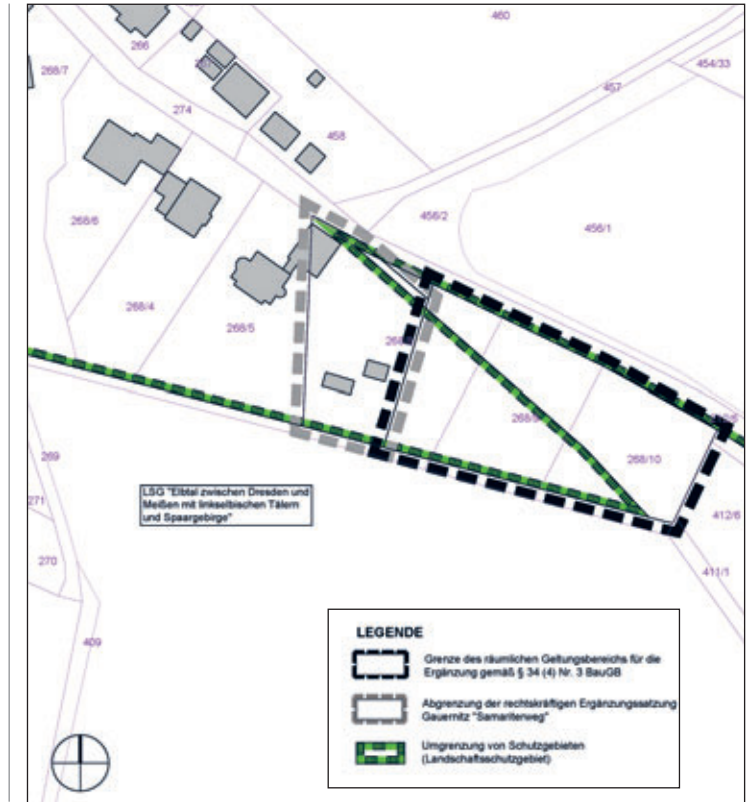 460
266
268/7
454/33
457
274
458
456/2
456/1
268/6
268/4
268/5
268/10
269
412/6
271
411/1
270
409
LSG "Elbtal zwischen Dresden und
Meißen mit linkselbischen Tälern
und Spaargebirge"
LEGENDE
Grenze des räumlichen Geltungsbereichs für die
Ergänzung gemäß § 34 (4) Nr. 3 BauGB
Abgrenzung der rechtskräftigen Ergänzungssatzung
Gauernitz "Samariterweg"
Umgrenzung von Schutzgebieten
(Landschaftsschutzgebiet)